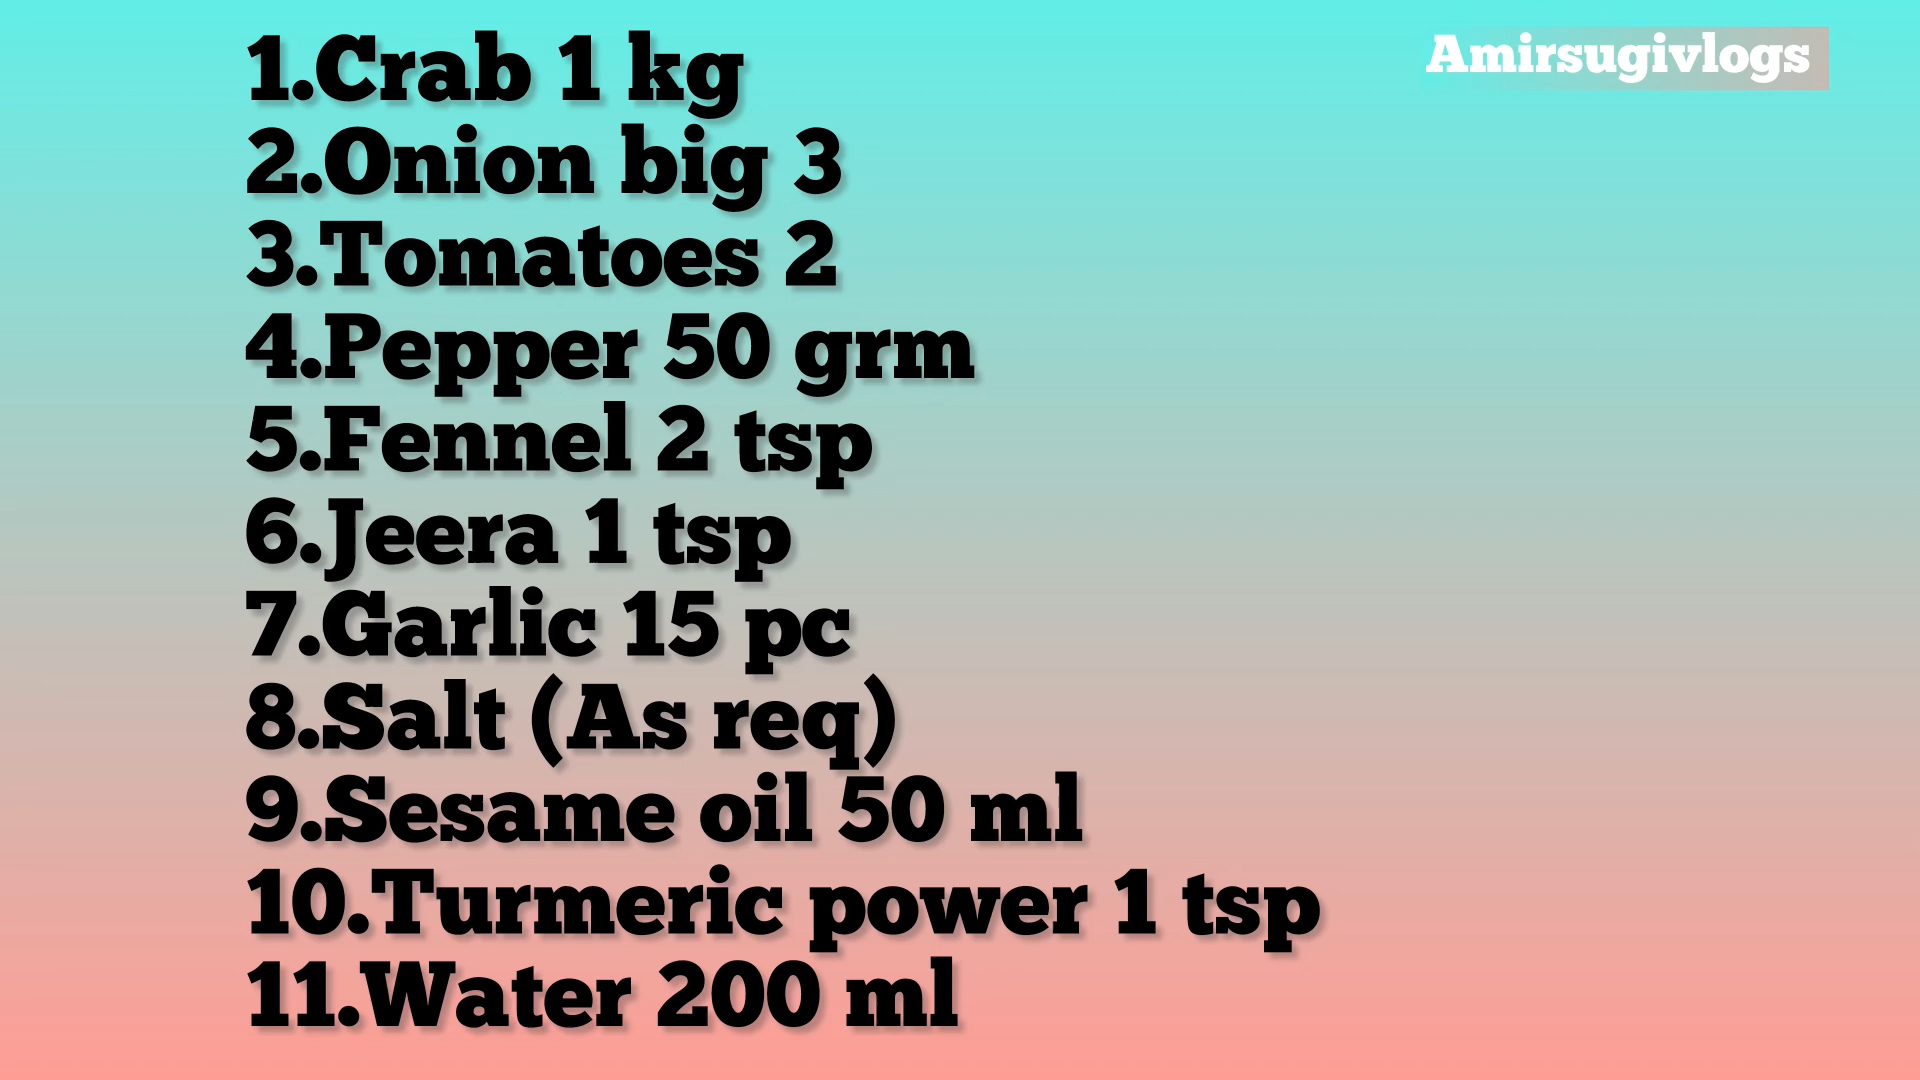 1.Crab 1 kg
Amirsugivlogs
2.Onion big 3
3.Tomatoes 2
4.Pepper 50 grm
5.Fennel 2 tsp
6.Jeera 1 tsp
7.Garlic 15 pc
8.Salt (As req)
9.Sesame oil 50 ml
10.Turmeric power 1 tsp
11.Water 200 ml